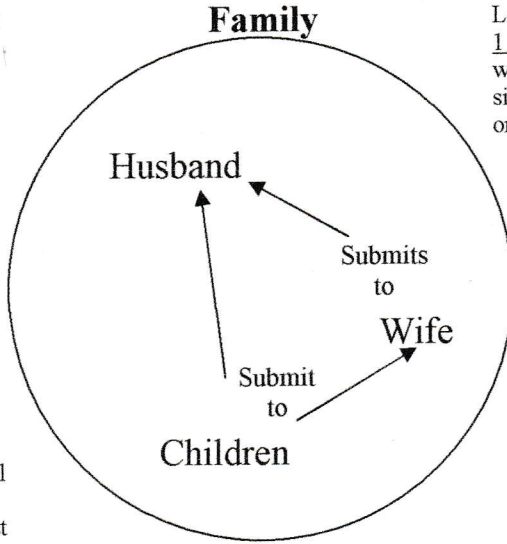 Family
Husband
Submits
to
Wife
Submit
to
Children